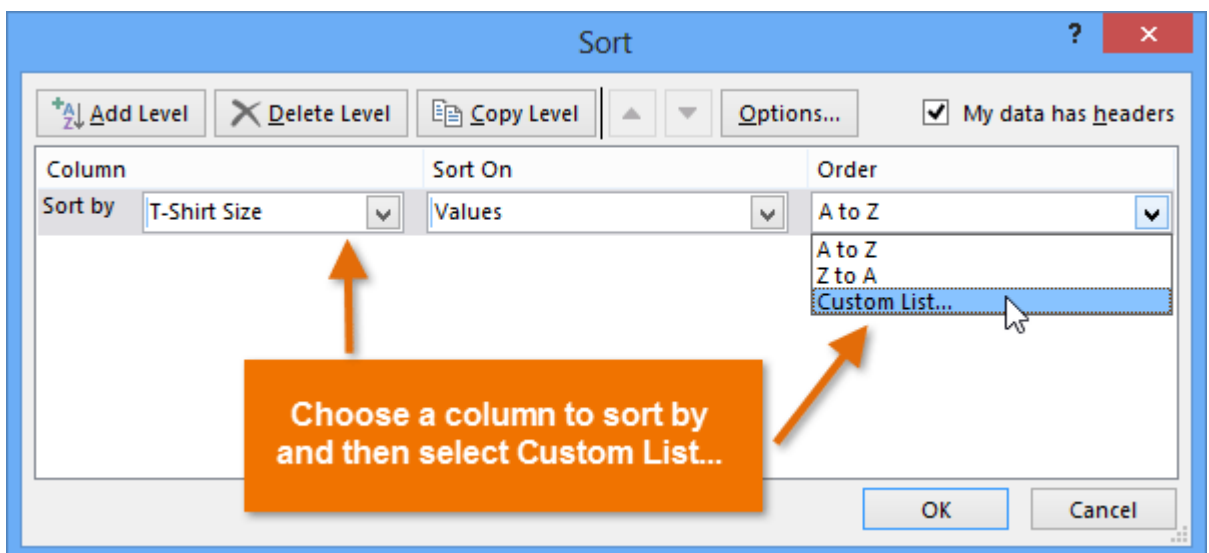 Sort
?
Add Level Delete Level Copy Level Options... My data has headers
Column Sort On Order
Sort by T-Shirt Size Values A to Z
A to Z
Z to A
Custom List...
Choose a column to sort by
and then select Custom List...
OK Cancel